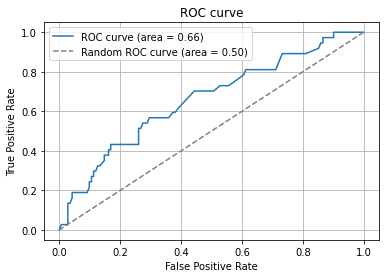 ROC curve
ROC curve (area = 0.66)
Random ROC curve (area = 0.50)
True Positive Rate
1.0
0.8
0.6
0.4
0.2
0.0
0.0 0.2 0.4 0.6 0.8 1.0
False Positive Rate